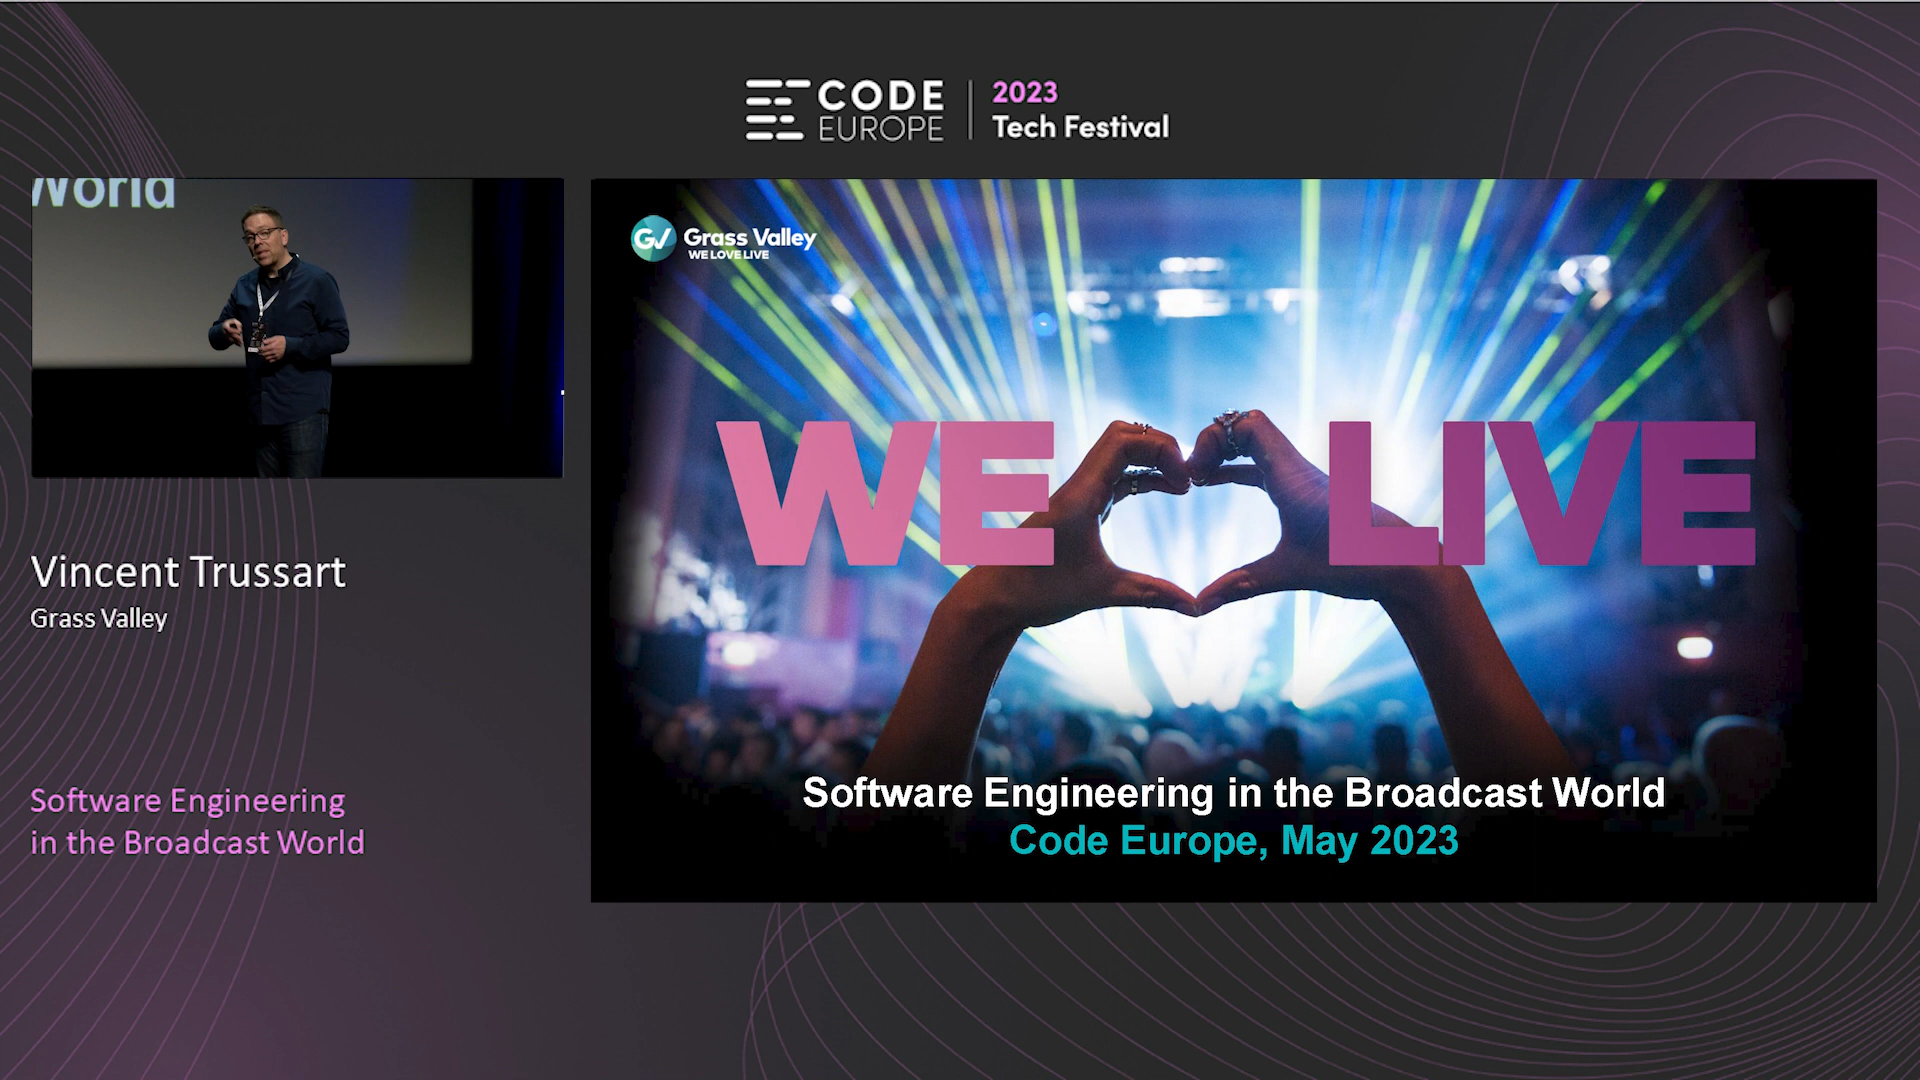 CODE
EUROPE
2023
Tech Festival
World
Grass Valley
WE LOVE LIVE
WE LIVE
Vincent Trussart
Grass Valley
Software Engineering
in the Broadcast World
Software Engineering in the Broadcast World
Code Europe, May 2023